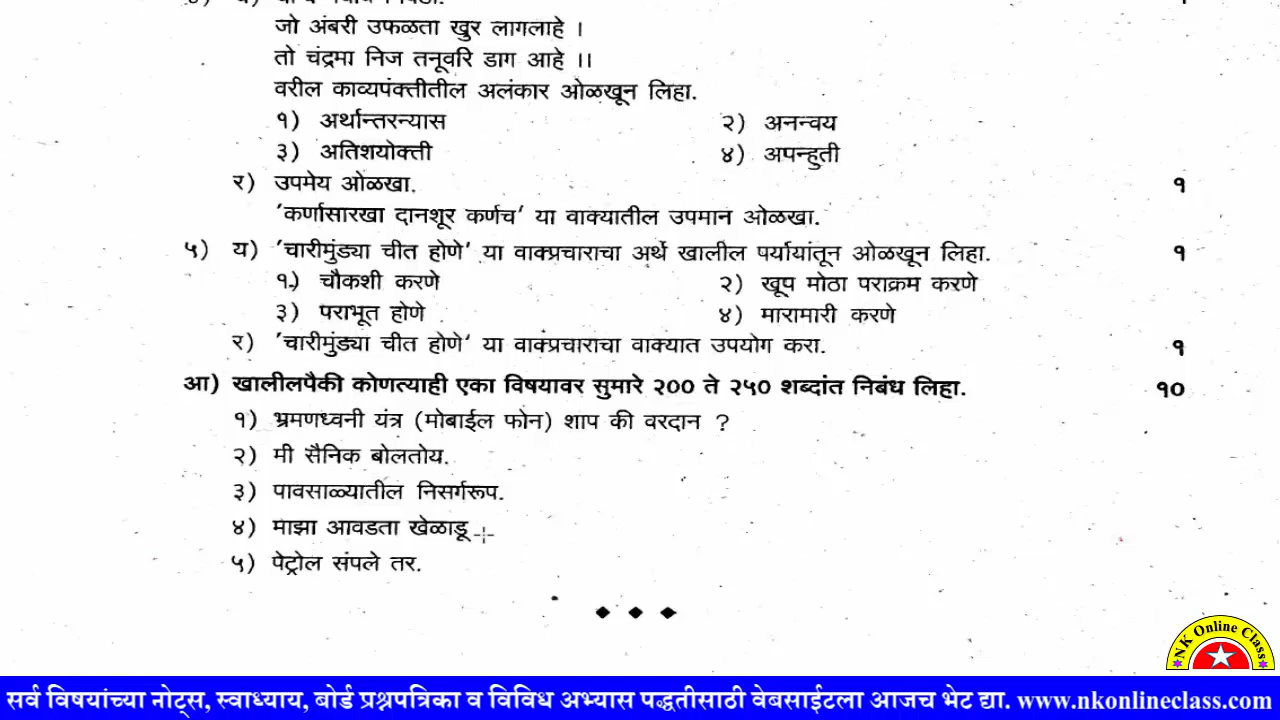 जो अंबरी उफळता खुर लागलाहे ।
तो चंद्रमा निज तनूवरि डाग आहे ।।
वरील काव्यपंक्तीतील अलंकार ओळखून लिहा.
१) अर्थान्तरन्यास २) अनन्वय
३) अतिशयोक्ती ४) अपन्हुती
र) उपमेय ओळखा. १
'कर्णासारखा दानशूर कर्णच' या वाक्यातील उपमान ओळखा.
५) य) 'चारीमुंड्या चीत होणे' या वाक्प्रचाराचा अर्थे खालील पर्यायांतून ओळखून लिहा. १
१) चौकशी करणे २) खूप मोठा पराक्रम करणे
३) पराभूत होणे ४) मारामारी करणे
र) 'चारीमुंड्या चीत होणे' या वाक्प्रचाराचा वाक्यात उपयोग करा. १
आ) खालीलपैकी कोणत्याही एका विषयावर सुमारे २०० ते २५० शब्दांत निबंध लिहा. १०
१) भ्रमणध्वनी यंत्र (मोबाईल फोन) शाप की वरदान ?
२) मी सैनिक बोलतोय.
३) पावसाळ्यातील निसर्गरूप.
४) माझा आवडता खेळाडू
५) पेट्रोल संपले तर.
NK Online Class
सर्व विषयांच्या नोट्स, स्वाध्याय, बोर्ड प्रश्नपत्रिका व विविध अभ्यास पद्धतीसाठी वेबसाईटला आजच भेट द्या. www.nkonlineclass.com